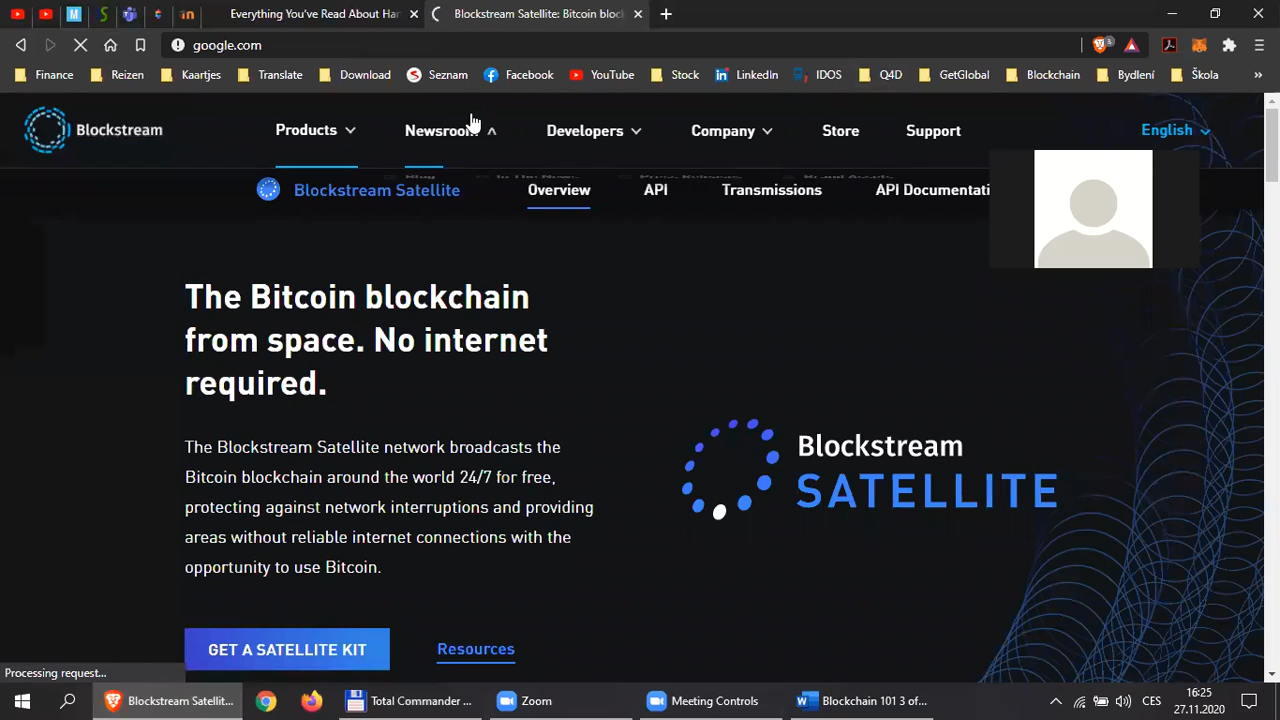 Everything You've Read About Har
Blockstream Satellite: Bitcoin bloc
google.com
3
Finance
Reizen
Kaartjes
Translate
Download
Seznam
Facebook
YouTube
Stock
LinkedIn
IDOS
Q4D
GetGlobal
Blockchain
Bydlení
Škola
»
Blockstream
Products
Newsroom
Developers
Company
Store
Support
English
Blockstream Satellite
Overview
API
Transmissions
API Documentati
The Bitcoin blockchain
from space. No internet
required.
The Blockstream Satellite network broadcasts the
Bitcoin blockchain around the world 24/7 for free,
protecting against network interruptions and providing
areas without reliable internet connections with the
opportunity to use Bitcoin.
Blockstream
SATELLITE
GET A SATELLITE KIT
Resources
Processing request...
Blockstream Satellit...
Total Commander ...
Zoom
Meeting Controls
Blockchain 101 3 of...
CES
16:25
27.11.2020